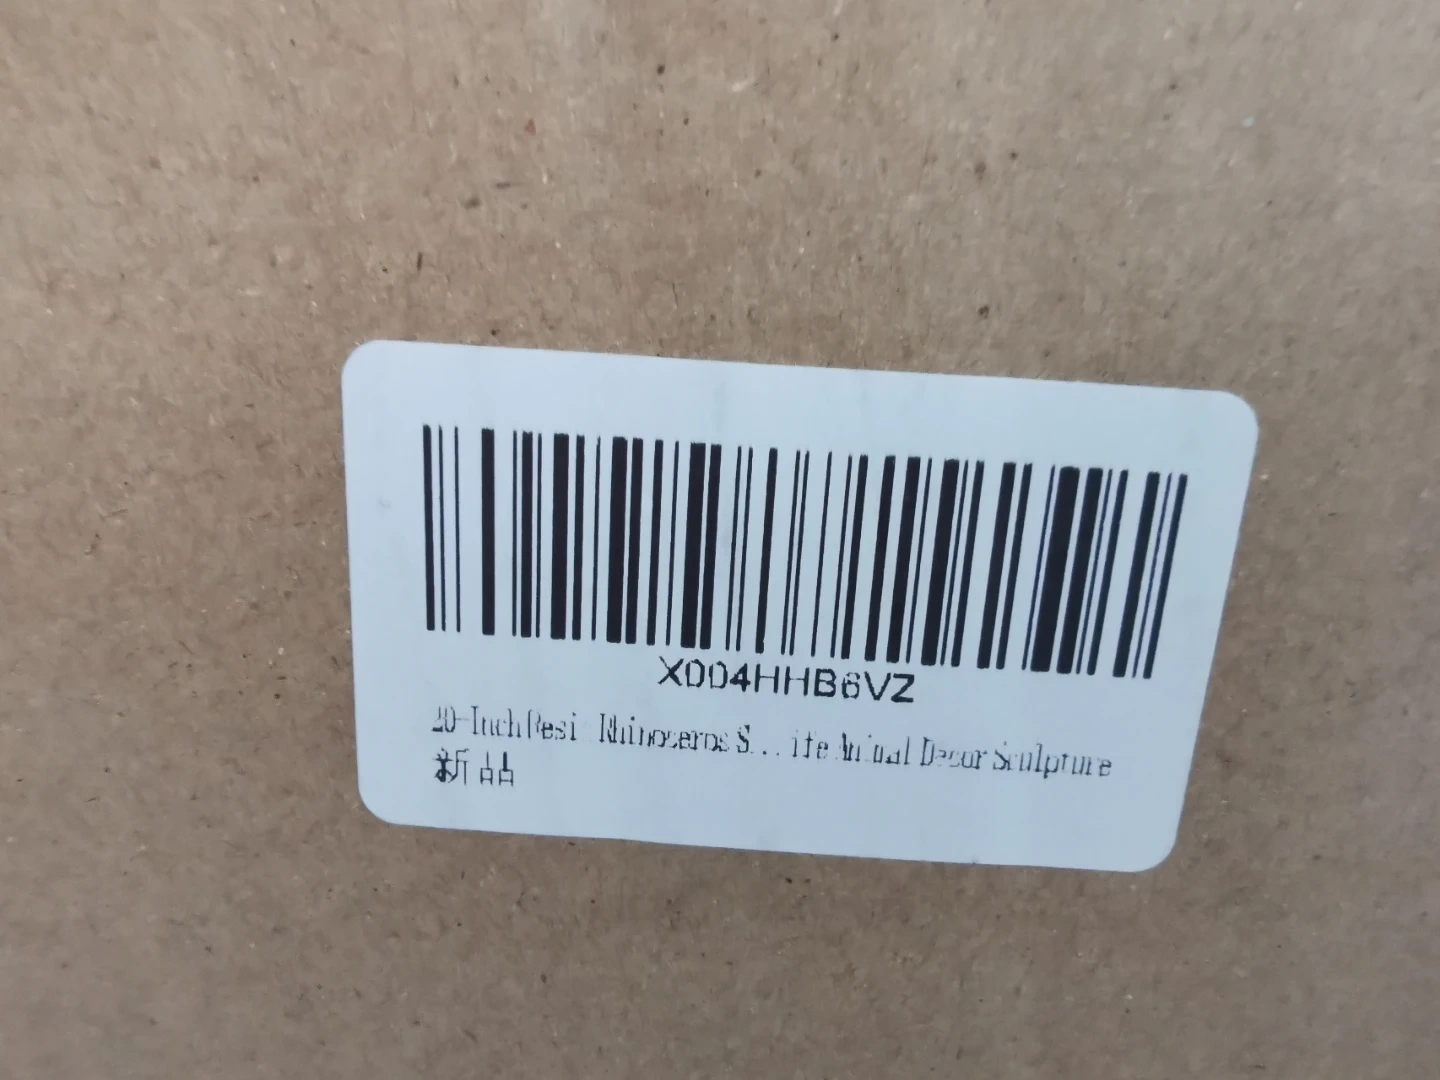 X004HHB6VZ
20-Inch Resi Rhinoceros S... ife Animal Decor Sculpture
新品